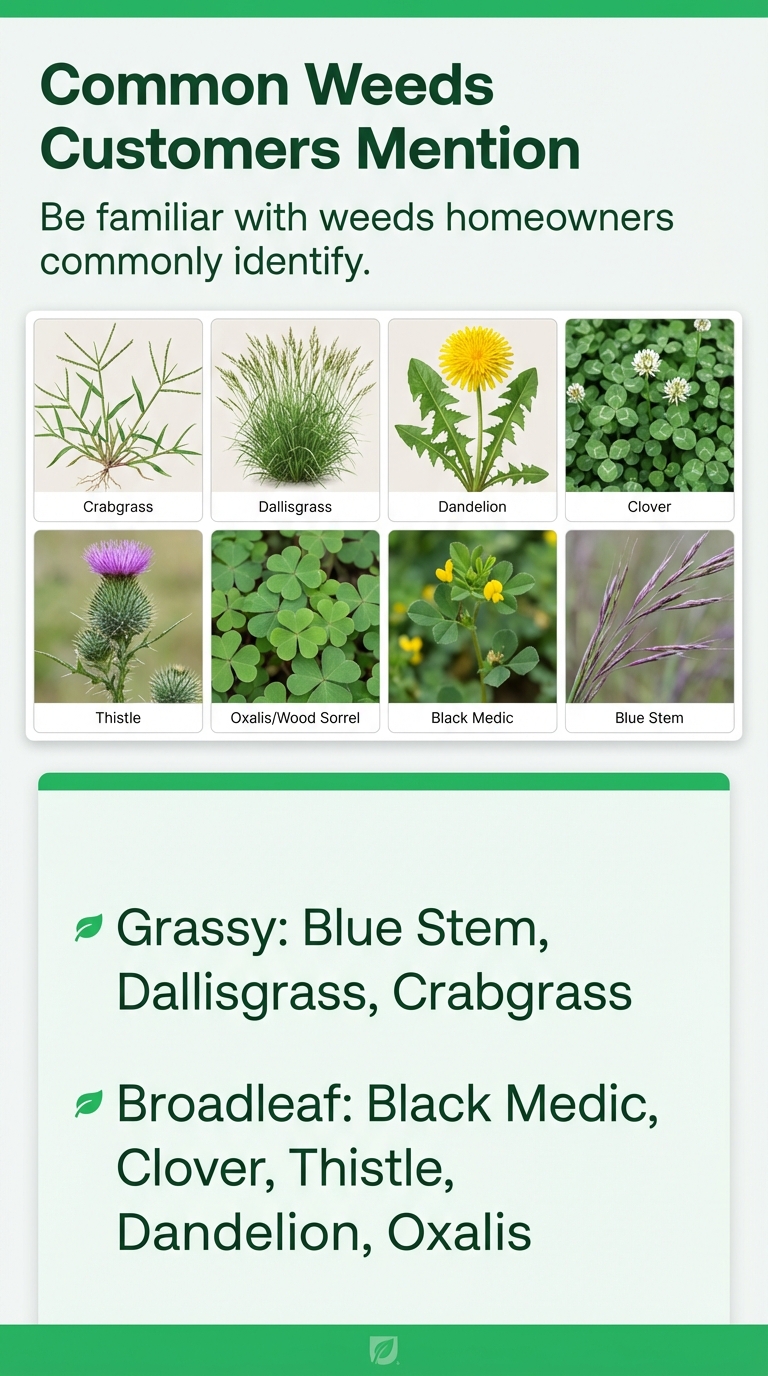 Common Weeds
Customers Mention
Be familiar with weeds homeowners
commonly identify.
Crabgrass
Dallisgrass
Dandelion
Clover
Thistle
Oxalis/Wood Sorrel
Black Medic
Blue Stem
Grassy: Blue Stem,
Dallisgrass, Crabgrass
Broadleaf: Black Medic,
Clover, Thistle,
Dandelion, Oxalis